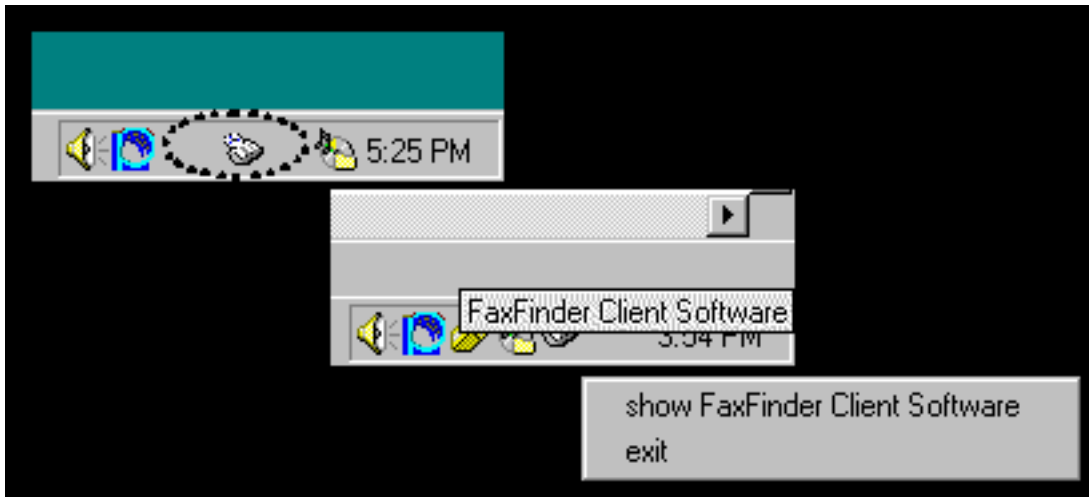 5:25 PM
FaxFinder Client Software
3:54 PM
show FaxFinder Client Software
exit